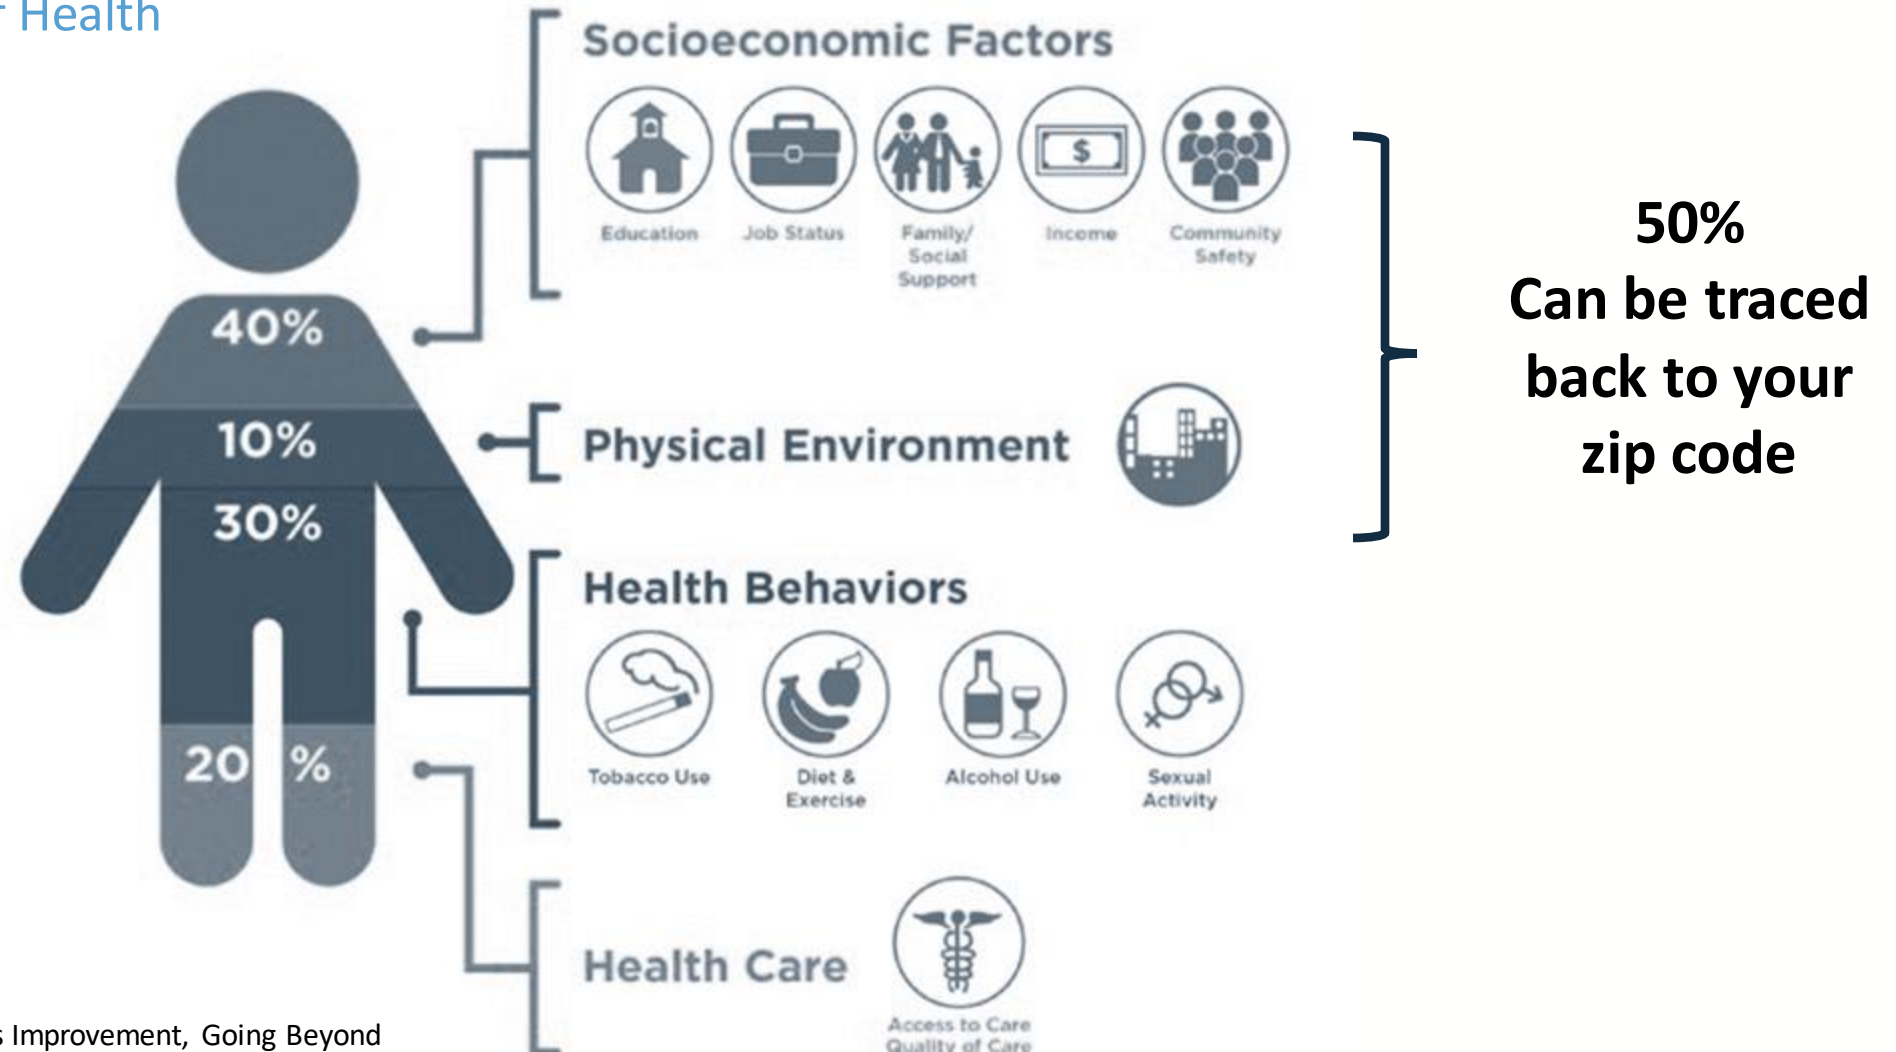 r Health
Socioeconomic Factors
$
Education
Job Status
Family/
Social
Support
Income
Community
Safety
50%
Can be traced
back to your
zip code
40%
10%
Physical Environment
30%
Health Behaviors
Tobacco Use
Diet &
Exercise
Alcohol Use
Sexual
Activity
20 %
Health Care
Access to Care
Quality of Care
s Improvement, Going Beyond